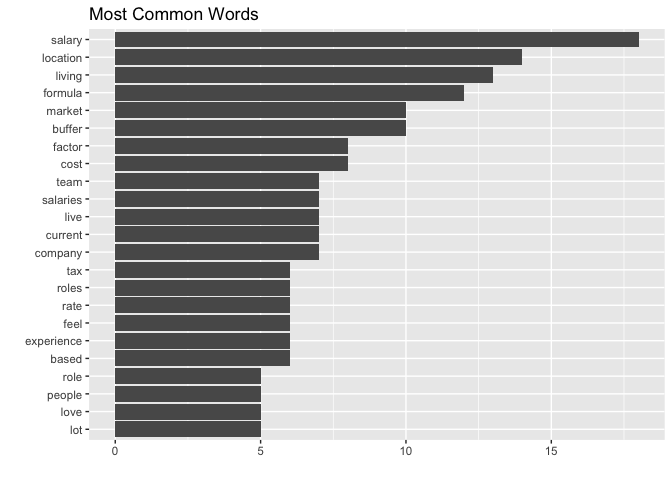 Most Common Words
salary
location
living
formula
market
buffer
factor
cost
team
salaries
live
current
company
tax
roles
rate
feel
experience
based
role
people
love
lot
0 5 10 15